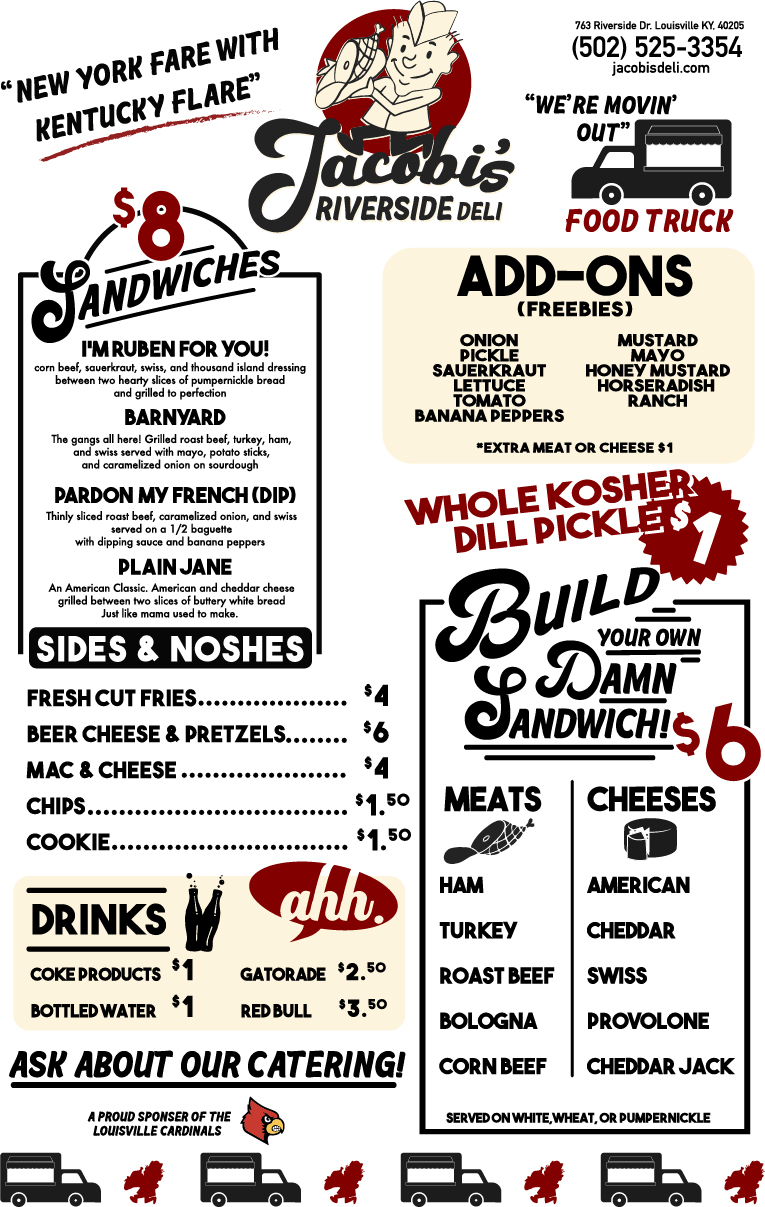 "NEW YORK FARE WITH
KENTUCKY FLARE"
Jacobi's
RIVERSIDE DELI
763 Riverside Dr. Louisville KY, 40205
(502) 525-3354
jacobisdeli.com
"WE'RE MOVIN'
OUT"
FOOD TRUCK
$8
SANDWICHES
I'M RUBEN FOR YOU!
corn beef, sauerkraut, swiss, and thousand island dressing
between two hearty slices of pumpernickle bread
and grilled to perfection
BARNYARD
The gangs all here! Grilled roast beef, turkey, ham,
and swiss served with mayo, potato sticks,
and caramelized onion on sourdough
PARDON MY FRENCH (DIP)
Thinly sliced roast beef, caramelized onion, and swiss
served on a 1/2 baguette
with dipping sauce and banana peppers
PLAIN JANE
An American Classic. American and cheddar cheese
grilled between two slices of buttery white bread
Just like mama used to make.
SIDES & NOSHES
FRESH CUT FRIES................... $4
BEER CHEESE & PRETZELS........ $6
MAC & CHEESE ...................... $4
CHIPS.................................. $1.50
COOKIE............................... $1.50
DRINKS
ahh.
COKE PRODUCTS $1
GATORADE $2.50
BOTTLED WATER $1
RED BULL $3.50
ASK ABOUT OUR CATERING!
A PROUD SPONSER OF THE
LOUISVILLE CARDINALS
ADD-ONS
(FREEBIES)
ONION
PICKLE
SAUERKRAUT
LETTUCE
TOMATO
BANANA PEPPERS
MUSTARD
MAYO
HONEY MUSTARD
HORSERADISH
RANCH
*EXTRA MEAT OR CHEESE $1
WHOLE KOSHER
DILL PICKLE $1
BUILD
YOUR OWN
DAMN
SANDWICH!
$6
MEATS
HAM
TURKEY
ROAST BEEF
BOLOGNA
CORN BEEF
CHEESES
AMERICAN
CHEDDAR
SWISS
PROVOLONE
CHEDDAR JACK
SERVED ON WHITE, WHEAT, OR PUMPERNICKLE